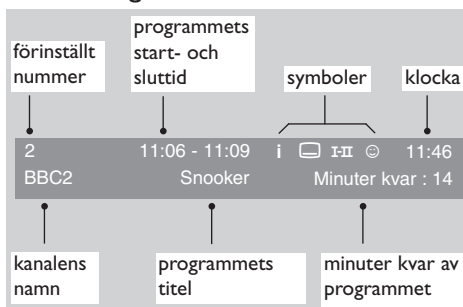 programmets
start- och
sluttid
förinställt
nummer
symboler
klocka
2 11:06 - 11:09 i I-II ☺ 11:46
BBC2 Snooker Minuter kvar : 14
kanalens
namn
programmets
titel
minuter kvar av
programmet